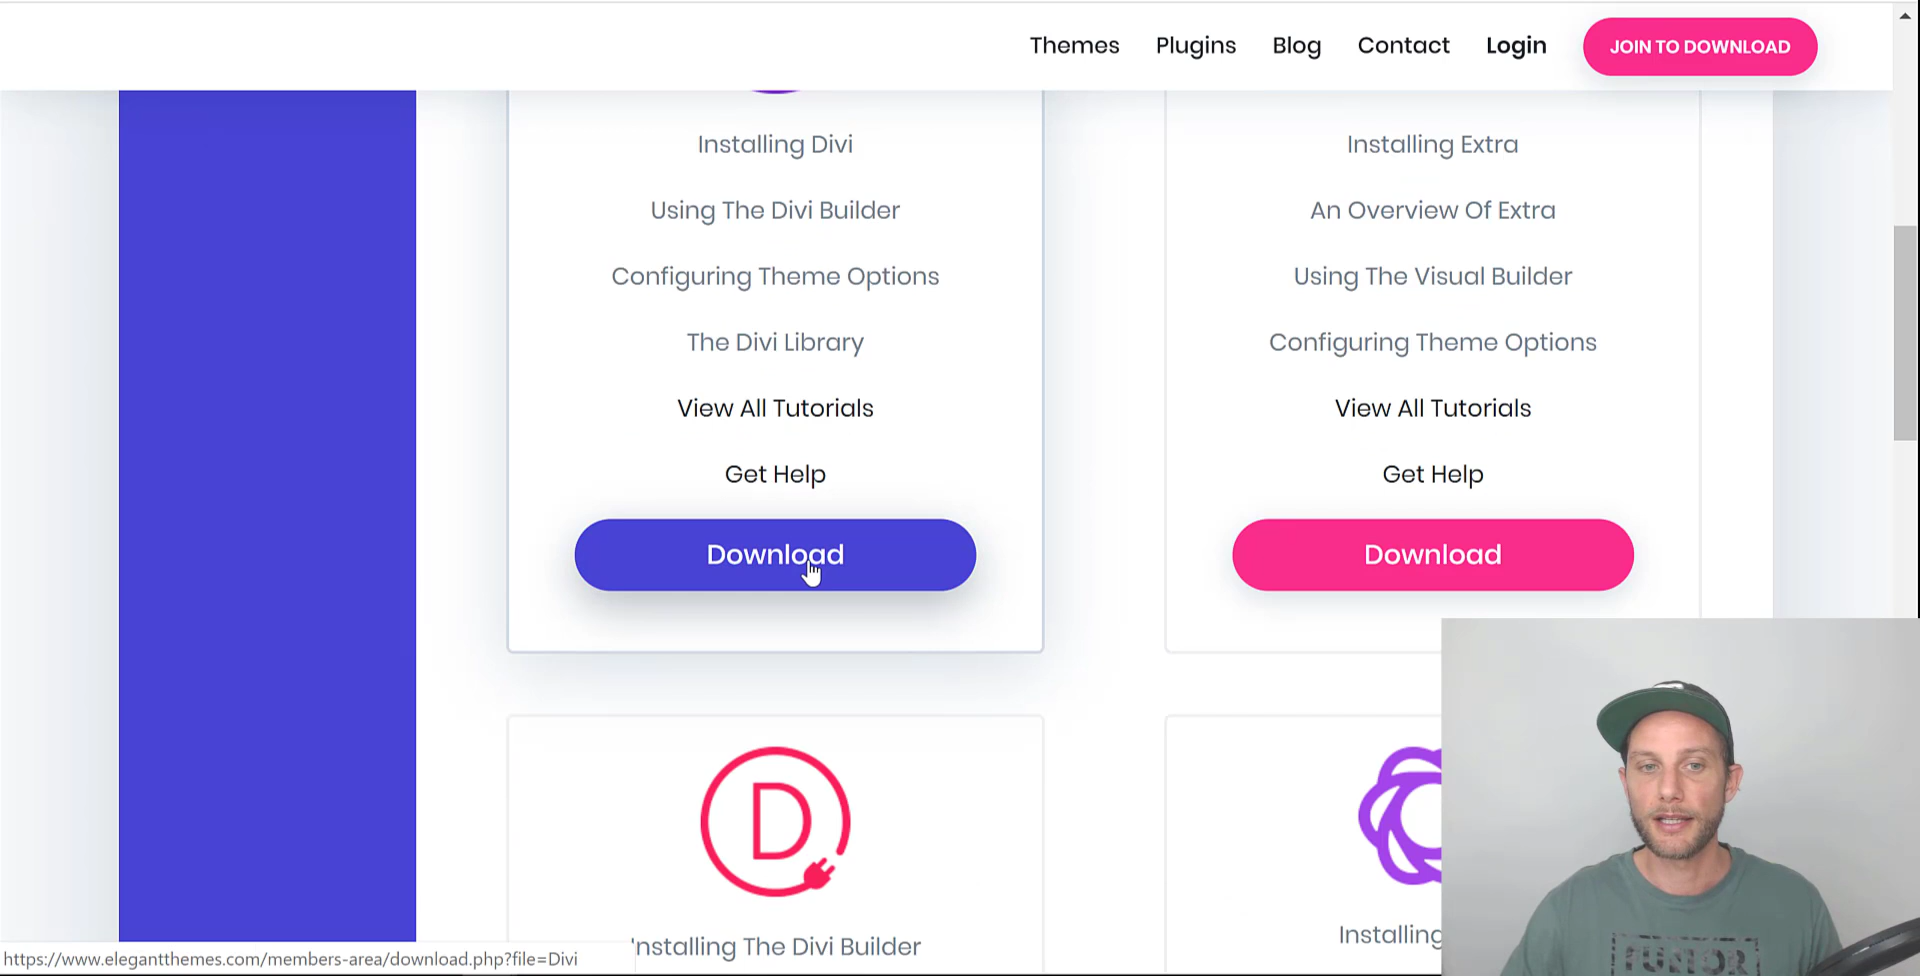 Themes Plugins Blog Contact Login JOIN TO DOWNLOAD
Installing Divi
Using The Divi Builder
Configuring Theme Options
The Divi Library
View All Tutorials
Get Help
Download
Installing Extra
An Overview Of Extra
Using The Visual Builder
Configuring Theme Options
View All Tutorials
Get Help
Download
D
Installing The Divi Builder
Installing
https://www.elegantthemes.com/members-area/download.php?file=Divi